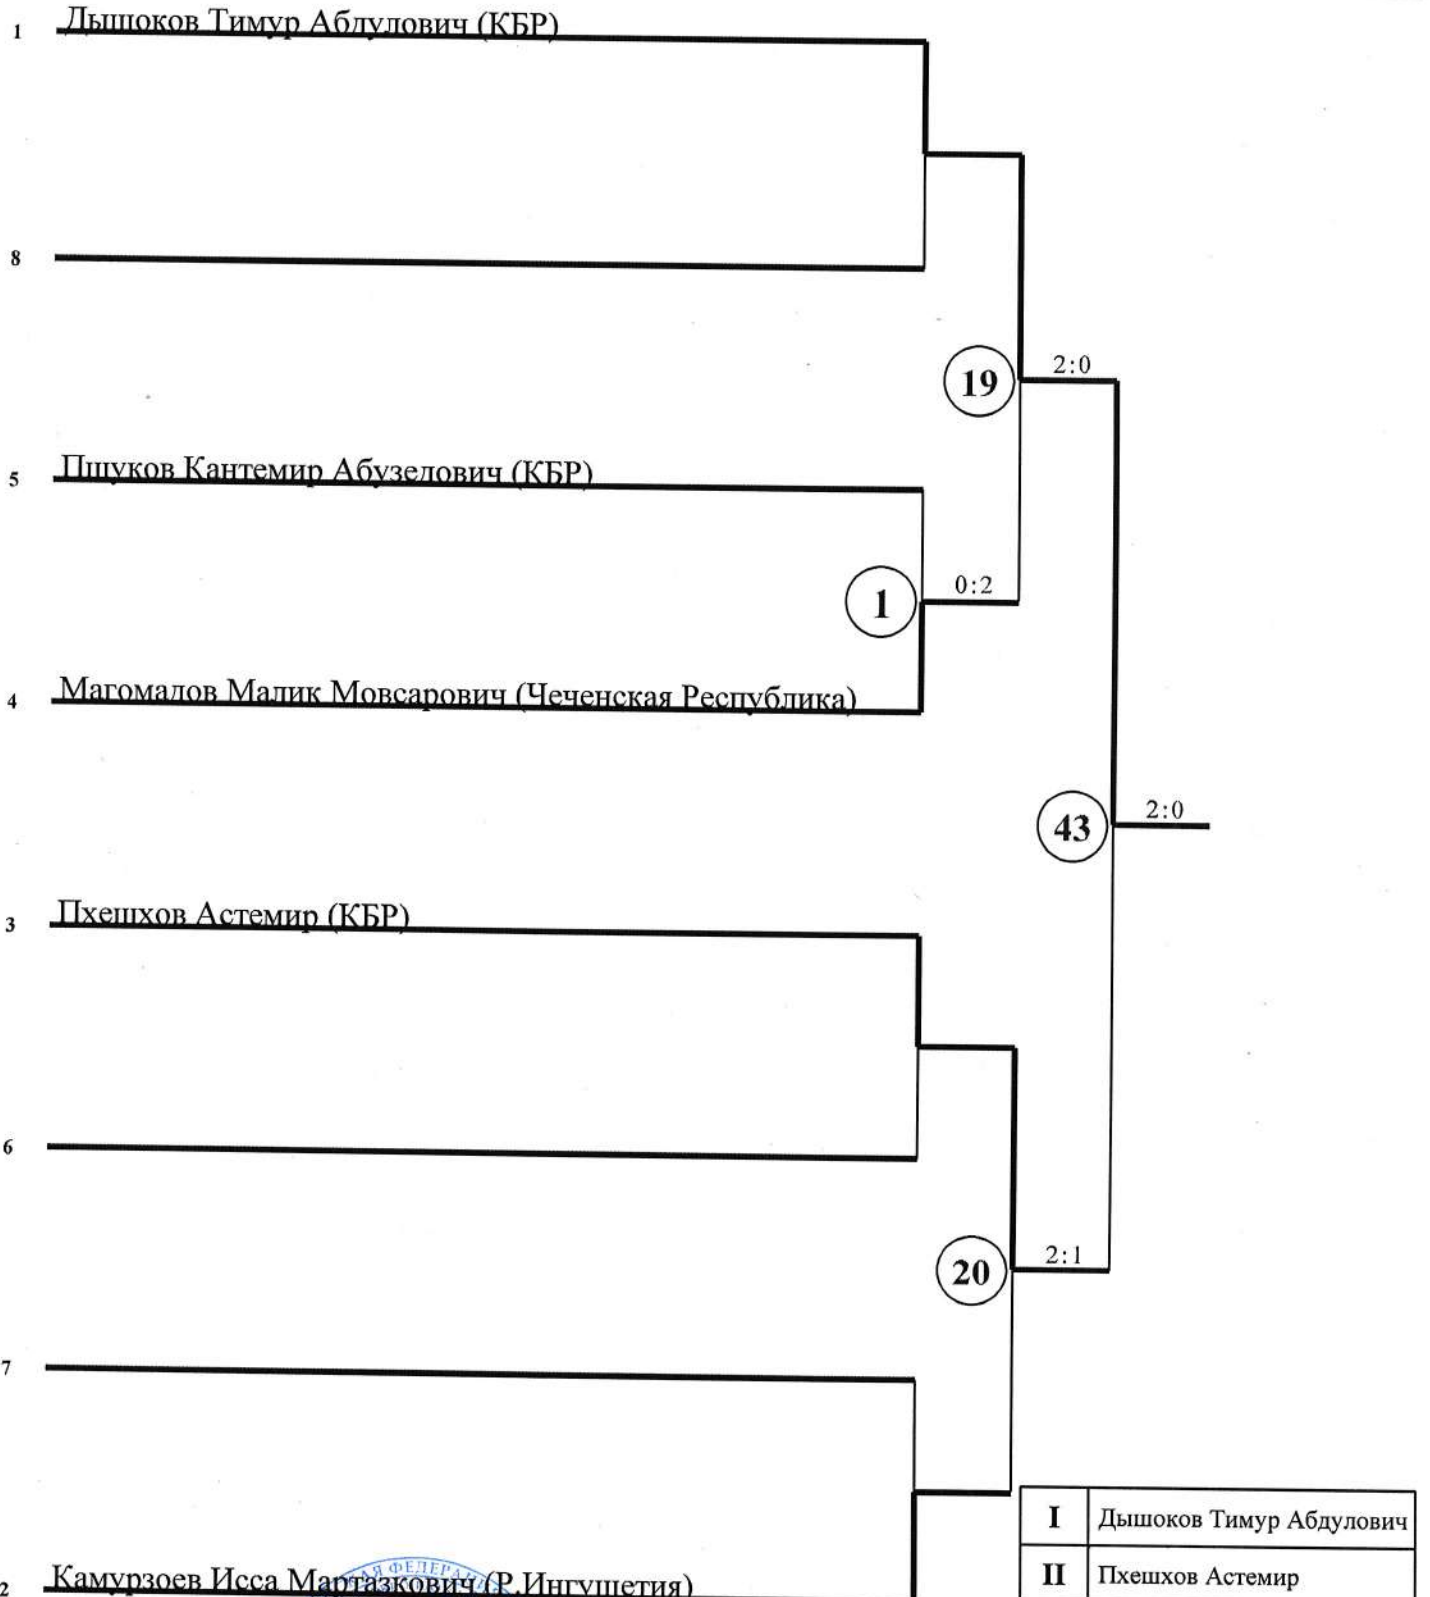 1 Дышоков Тимур Абдулович (КБР)
8
19 2:0
5 Пшуков Кантемир Абузедович (КБР)
1 0:2
4 Магомадов Малик Мовсарович (Чеченская Республика)
43 2:0
3 Пхешхов Астемир (КБР)
6
20 2:1
7
I Дышоков Тимур Абдулович
II Пхешхов Астемир
2 Камурзоев Исса Мартазкович (Р.Ингушетия)